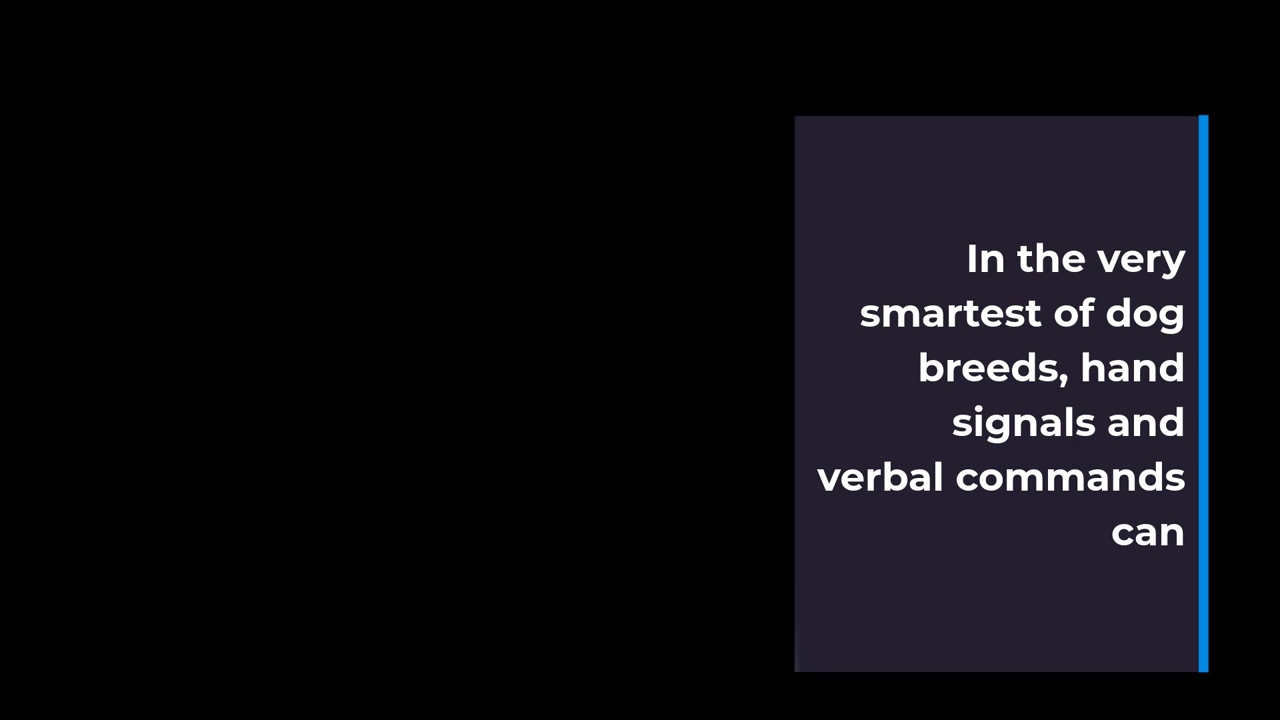 In the very
smartest of dog
breeds, hand
signals and
verbal commands
can